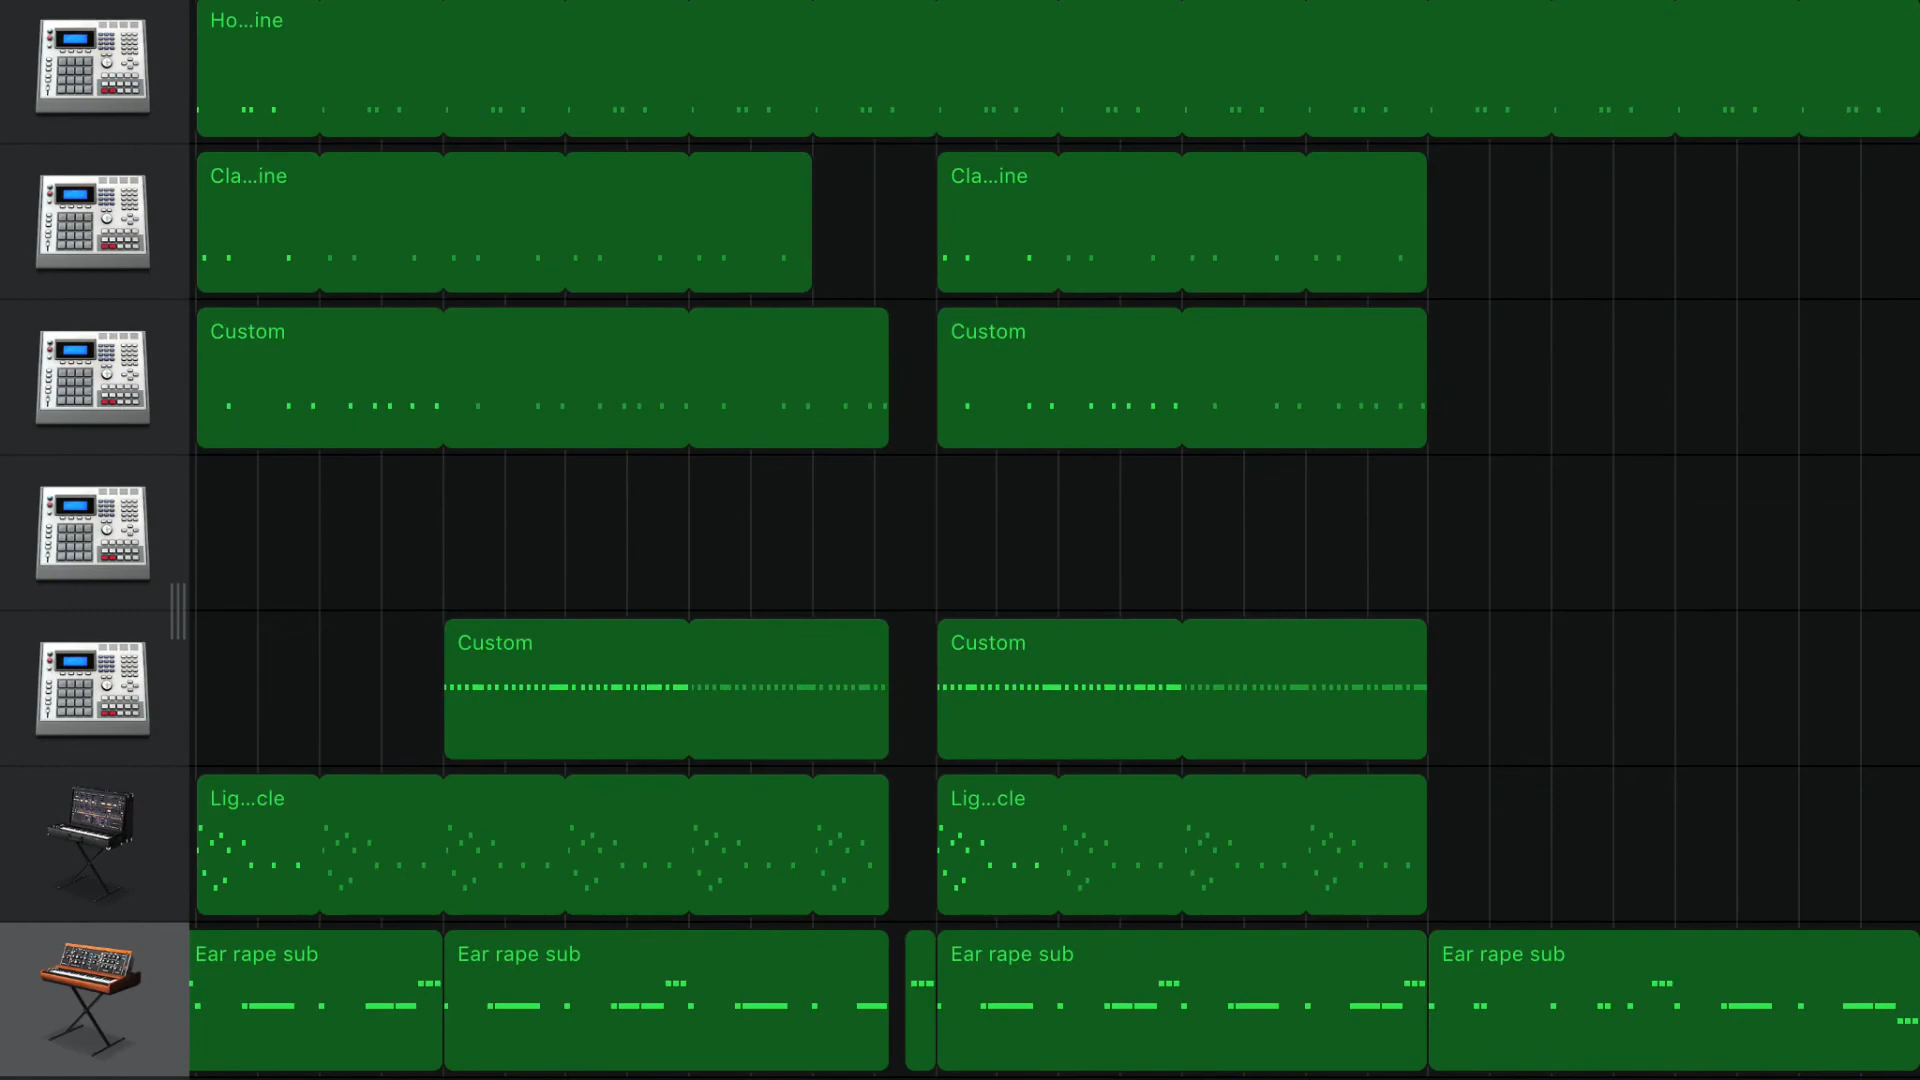 Ho...ine
Cla...ine Cla...ine
Custom Custom
Custom Custom
Lig...cle Lig...cle
Ear rape sub Ear rape sub Ear rape sub Ear rape sub